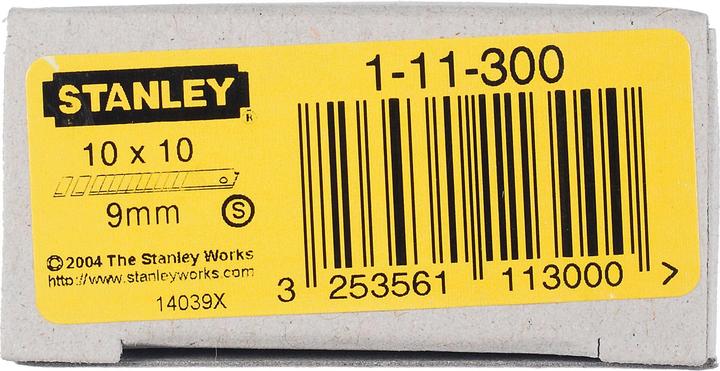 STANLEY
®
10 x 10
9mm Ⓢ
©2004 The Stanley Works
http://www.stanleyworks.com
14039X
1-11-300
3 253561 113000 >